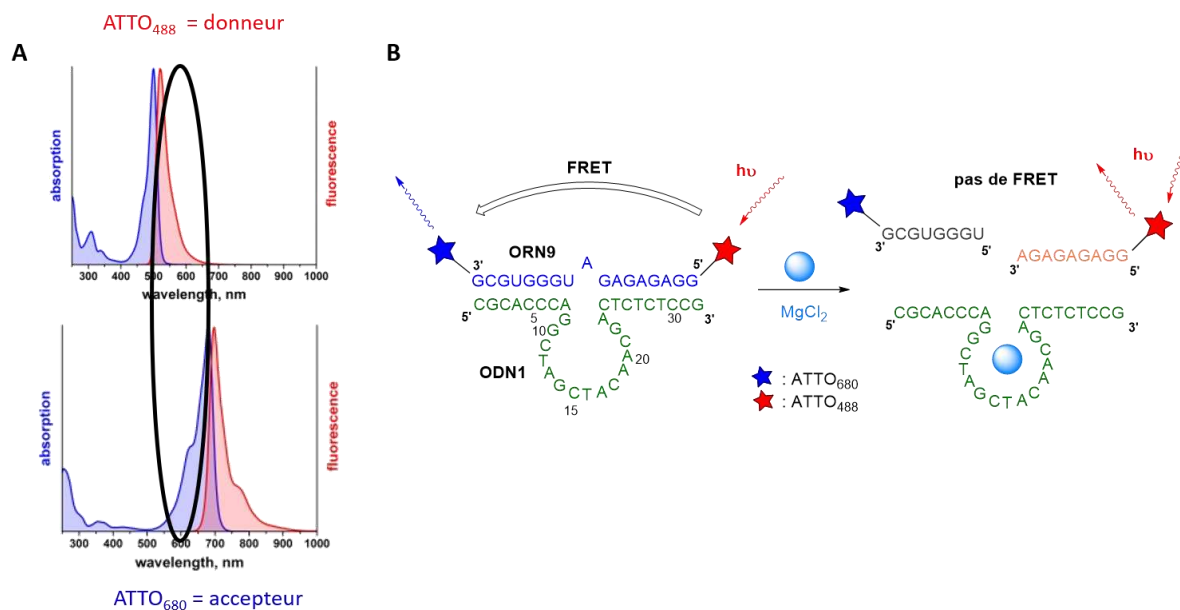 ATTO488 = donneur
A
absorption
fluorescence
300 400 500 600 700 800 900 1000
wavelength, nm
absorption
fluorescence
300 400 500 600 700 800 900 1000
wavelength, nm
ATTO680 = accepteur
B
FRET
hυ
ORN9
3'
GCGUGGGU
A
GAGAGAGG
5'
5'
CGCACCCA
CTCTCTCCG
3'
5
10
15
20
30
GGCTAGCTACAACGA
ODN1
MgCl2
: ATTO680
: ATTO488
pas de FRET
hυ
GCGUGGGU
3'
5'
AGAGAGAGG
3'
5'
5'
CGCACCCA
CTCTCTCCG
3'
GGCTAGCTACAACGA